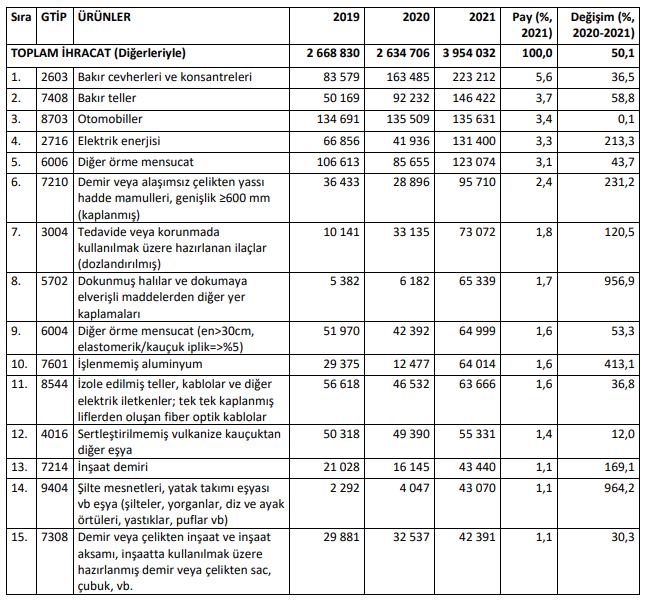 Sıra GTİP ÜRÜNLER 2019 2020 2021 Pay (%, 2021) Değişim (%, 2020-2021)
TOPLAM İHRACAT (Diğerleriyle) 2 668 830 2 634 706 3 954 032 100,0 50,1
1. 2603 Bakır cevherleri ve konsantreleri 83 579 163 485 223 212 5,6 36,5
2. 7408 Bakır teller 50 169 92 232 146 422 3,7 58,8
3. 8703 Otomobiller 134 691 135 509 135 631 3,4 0,1
4. 2716 Elektrik enerjisi 66 856 41 936 131 400 3,3 213,3
5. 6006 Diğer örme mensucat 106 613 85 655 123 074 3,1 43,7
6. 7210 Demir veya alaşımsız çelikten yassı 36 433 28 896 95 710 2,4 231,2
hadde mamulleri, genişlik ≥600 mm
(kaplanmış)
7. 3004 Tedavide veya korunmada 10 141 33 135 73 072 1,8 120,5
kullanılmak üzere hazırlanan ilaçlar
(dozlandırılmış)
8. 5702 Dokunmuş halılar ve dokumaya 5 382 6 182 65 339 1,7 956,9
elverişli maddelerden diğer yer
kaplamaları
9. 6004 Diğer örme mensucat (en>30cm, 51 970 42 392 64 999 1,6 53,3
elastomerik/kauçuk iplik=>%5)
10. 7601 İşlenmemiş aluminyum 29 375 12 477 64 014 1,6 413,1
11. 8544 İzole edilmiş teller, kablolar ve diğer 56 618 46 532 63 666 1,6 36,8
elektrik iletkenler; tek tek kaplanmış
liflerden oluşan fiber optik kablolar
12. 4016 Sertleştirilmemiş vulkanize kauçuktan 50 318 49 390 55 331 1,4 12,0
diğer eşya
13. 7214 İnşaat demiri 21 028 16 145 43 440 1,1 169,1
14. 9404 Şilte mesnetleri, yatak takımı eşyası 2 292 4 047 43 070 1,1 964,2
vb eşya (şilteler, yorganlar, diz ve ayak
örtüleri, yastıklar, puflar vb)
15. 7308 Demir veya çelikten inşaat ve inşaat 29 881 32 537 42 391 1,1 30,3
aksamı, inşaatta kullanılmak üzere
hazırlanmış demir veya çelikten sac,
çubuk, vb.